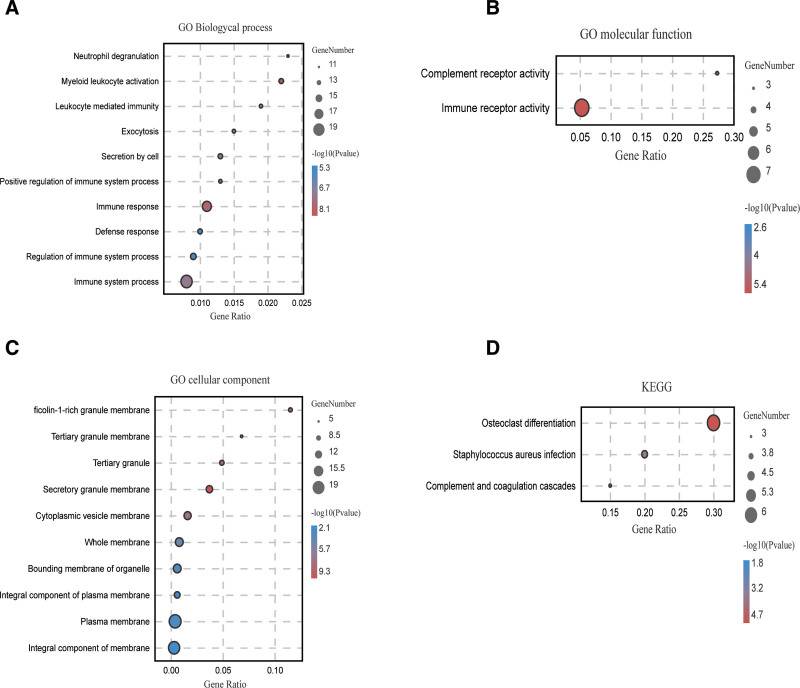 A
GO Biologycal process
Neutrophil degranulation
Myeloid leukocyte activation
Leukocyte mediated immunity
Exocytosis
Secretion by cell
Positive regulation of immune system process
Immune response
Defense response
Regulation of immune system process
Immune system process
0.010 0.015 0.020 0.025
Gene Ratio
GeneNumber
11
13
15
17
19
-log10(Pvalue)
5.3
6.7
8.1
B
GO molecular function
Complement receptor activity
Immune receptor activity
0.05 0.10 0.15 0.20 0.25 0.30
Gene Ratio
GeneNumber
3
4
5
6
7
-log10(Pvalue)
2.6
4
5.4
C
GO cellular component
ficolin-1-rich granule membrane
Tertiary granule membrane
Tertiary granule
Secretory granule membrane
Cytoplasmic vesicle membrane
Whole membrane
Bounding membrane of organelle
Integral component of plasma membrane
Plasma membrane
Integral component of membrane
0.00 0.05 0.10
Gene Ratio
GeneNumber
5
8.5
12
15.5
19
-log10(Pvalue)
2.1
5.7
9.3
D
KEGG
Osteoclast differentiation
Staphylococcus aureus infection
Complement and coagulation cascades
0.15 0.20 0.25 0.30
Gene Ratio
GeneNumber
3
3.8
4.5
5.3
6
-log10(Pvalue)
1.8
3.2
4.7